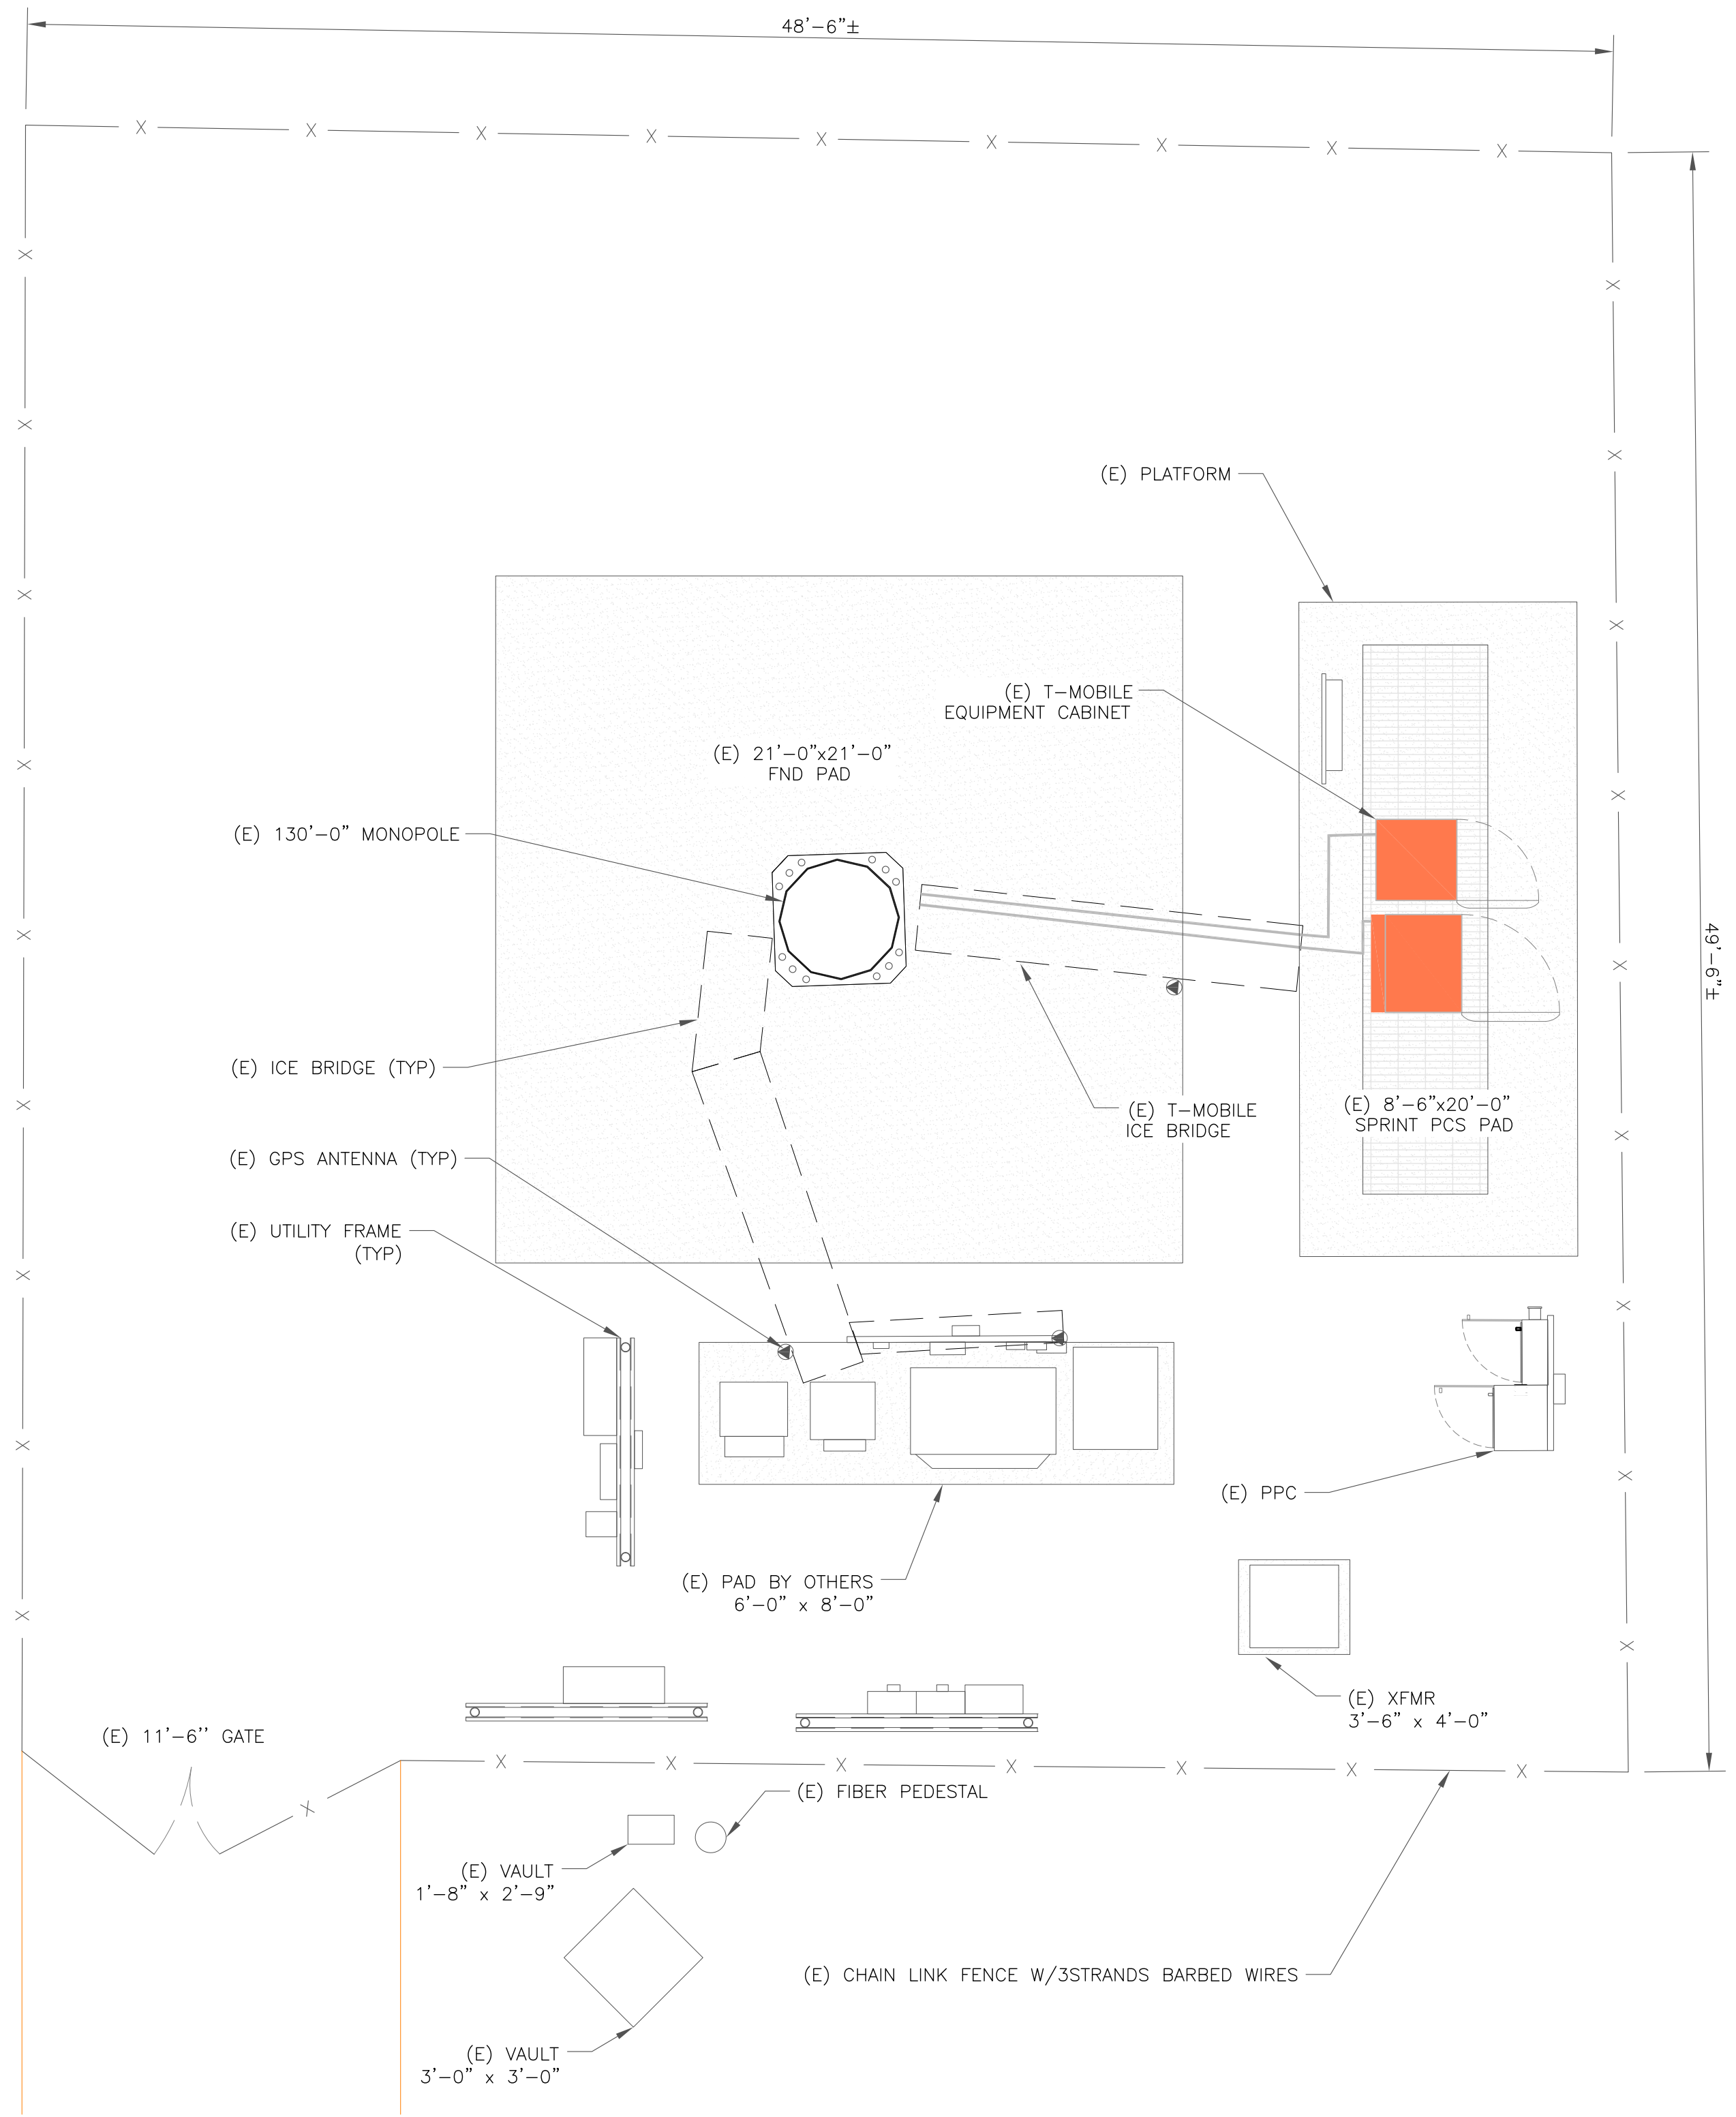 48'-6"±
(E) PLATFORM
(E) T-MOBILE
EQUIPMENT CABINET
(E) 21'-0"x21'-0"
FND PAD
(E) 130'-0" MONOPOLE
49'-6"±
(E) ICE BRIDGE (TYP)
(E) T-MOBILE
ICE BRIDGE
(E) 8'-6"x20'-0"
SPRINT PCS PAD
(E) GPS ANTENNA (TYP)
(E) UTILITY FRAME
(TYP)
(E) PPC
(E) PAD BY OTHERS
6'-0" x 8'-0"
(E) XFMR
3'-6" x 4'-0"
(E) 11'-6'' GATE
(E) FIBER PEDESTAL
(E) VAULT
1'-8" x 2'-9"
(E) CHAIN LINK FENCE W/3STRANDS BARBED WIRES
(E) VAULT
3'-0" x 3'-0"